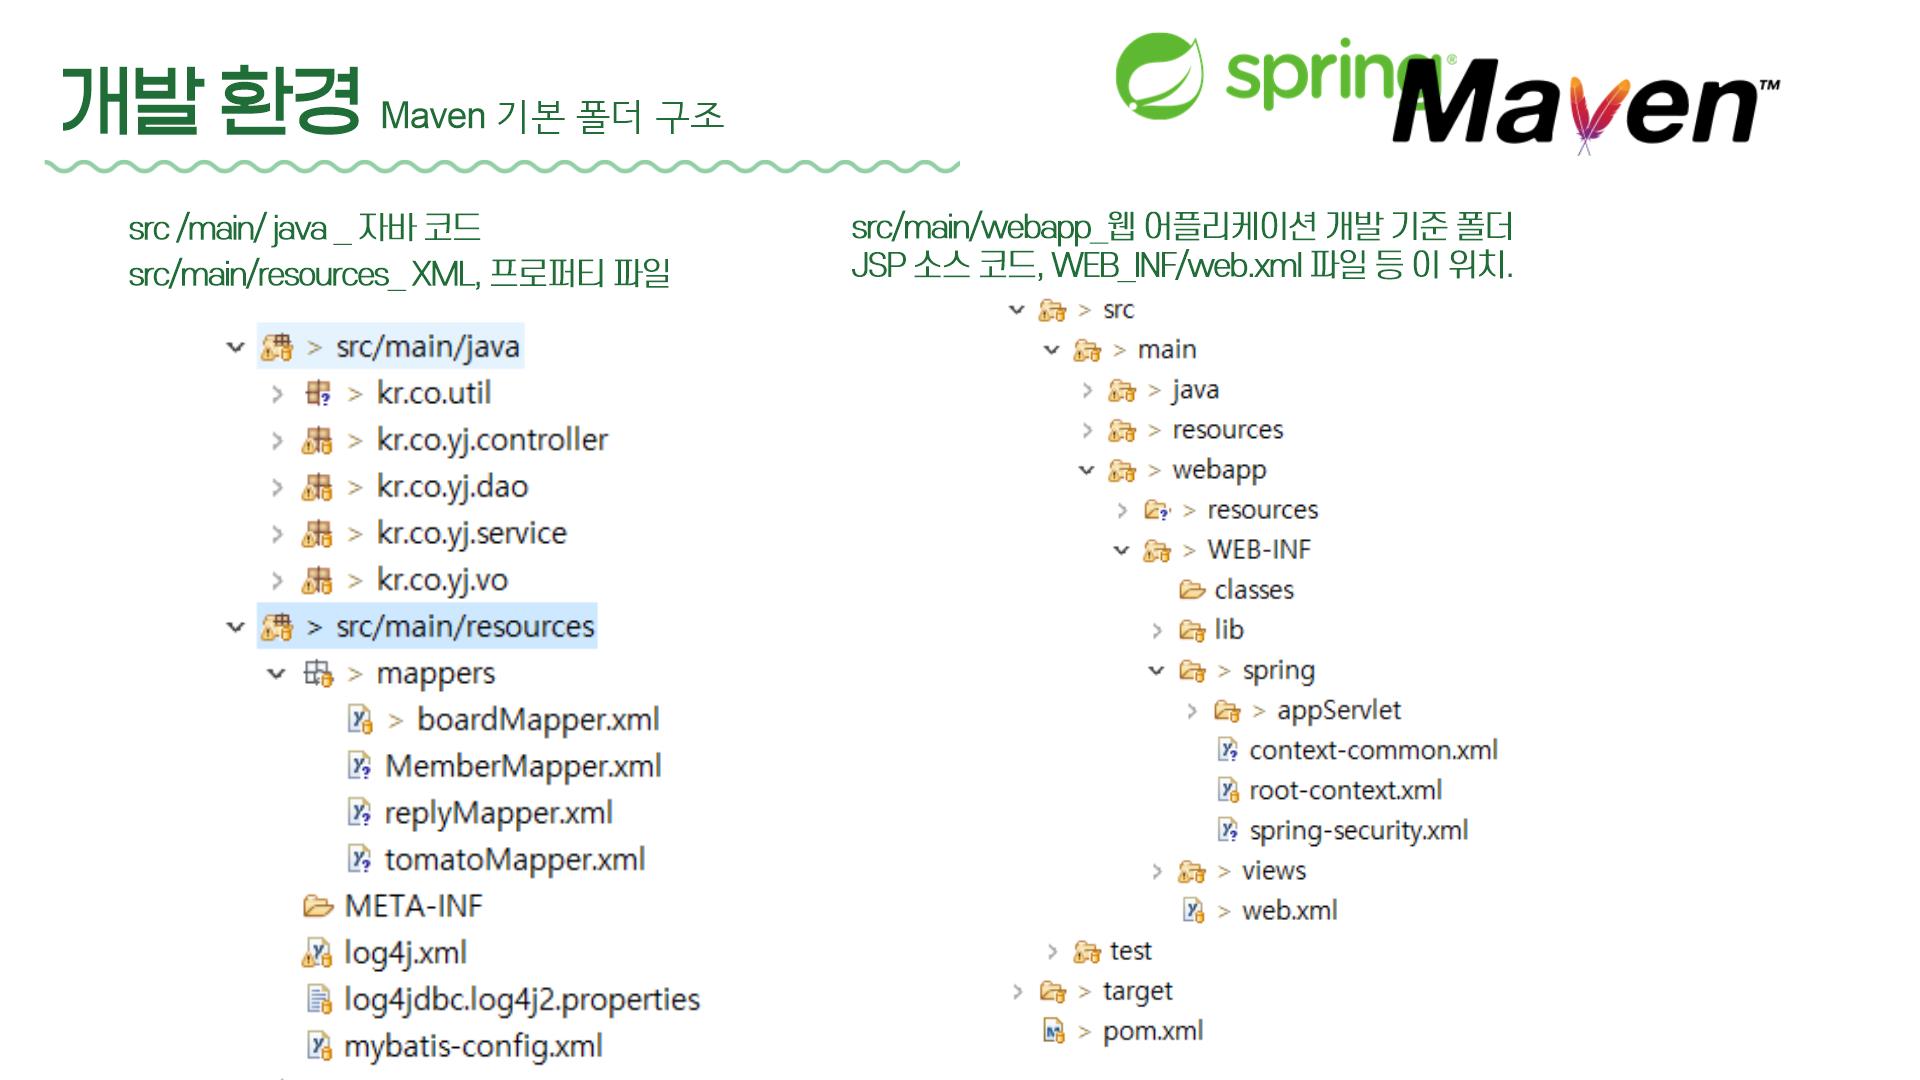 개발 환경 Maven 기본 폴더 구조
spring® Maven™
src /main/ java _ 자바 코드
src/main/resources_ XML, 프로퍼티 파일
> src/main/java
> kr.co.util
> kr.co.yj.controller
> kr.co.yj.dao
> kr.co.yj.service
> kr.co.yj.vo
> src/main/resources
> mappers
> boardMapper.xml
MemberMapper.xml
replyMapper.xml
tomatoMapper.xml
META-INF
log4j.xml
log4jdbc.log4j2.properties
mybatis-config.xml
src/main/webapp_웹 어플리케이션 개발 기준 폴더
JSP 소스 코드, WEB_INF/web.xml 파일 등 이 위치.
> src
> main
> java
> resources
> webapp
> resources
> WEB-INF
classes
lib
> spring
> appServlet
context-common.xml
root-context.xml
spring-security.xml
> views
> web.xml
test
> target
> pom.xml